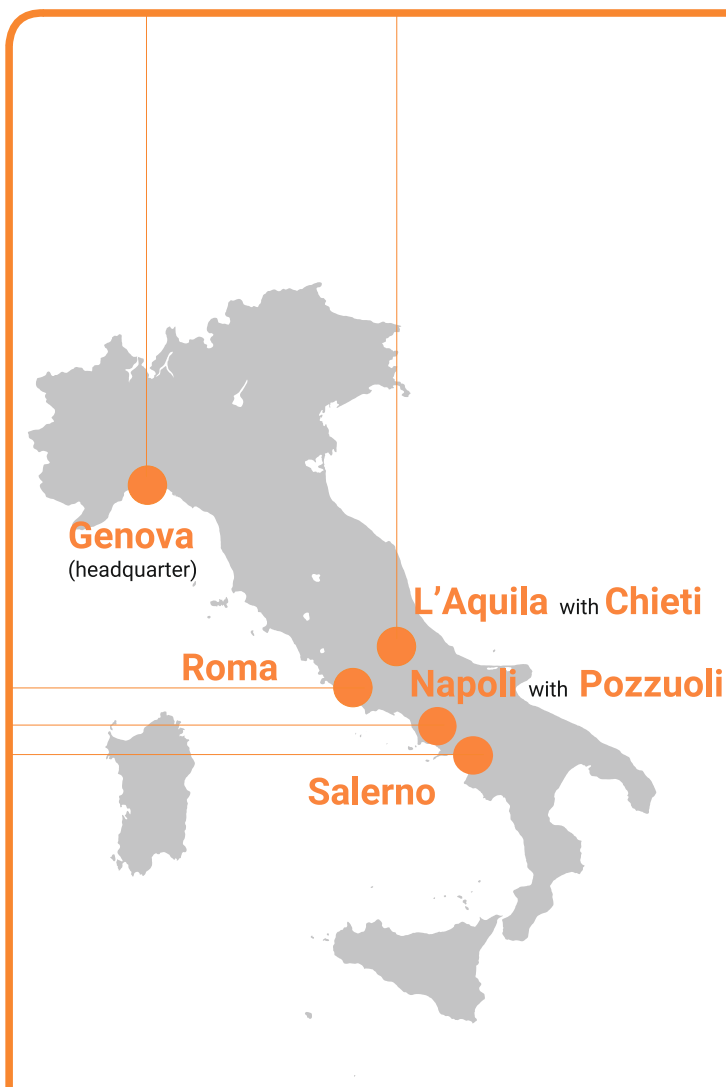 Genova
(headquarter)
L’Aquila with Chieti
Roma
Napoli with Pozzuoli
Salerno